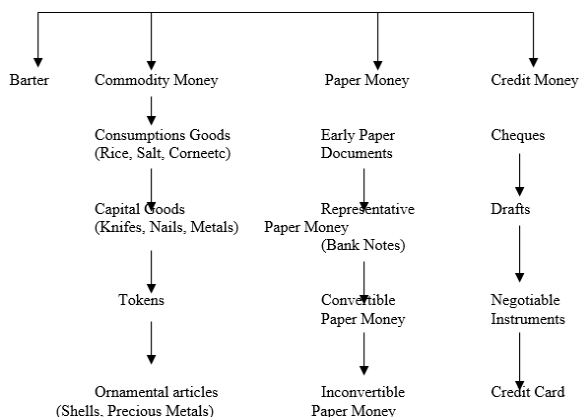 Barter
Commodity Money
Paper Money
Credit Money
Consumptions Goods
(Rice, Salt, Corneetc)
Early Paper
Documents
Cheques
Capital Goods
(Knifes, Nails, Metals)
Representative
Paper Money
(Bank Notes)
Drafts
Tokens
Convertible
Paper Money
Negotiable
Instruments
Ornamental articles
(Shells, Precious Metals)
Inconvertible
Paper Money
Credit Card